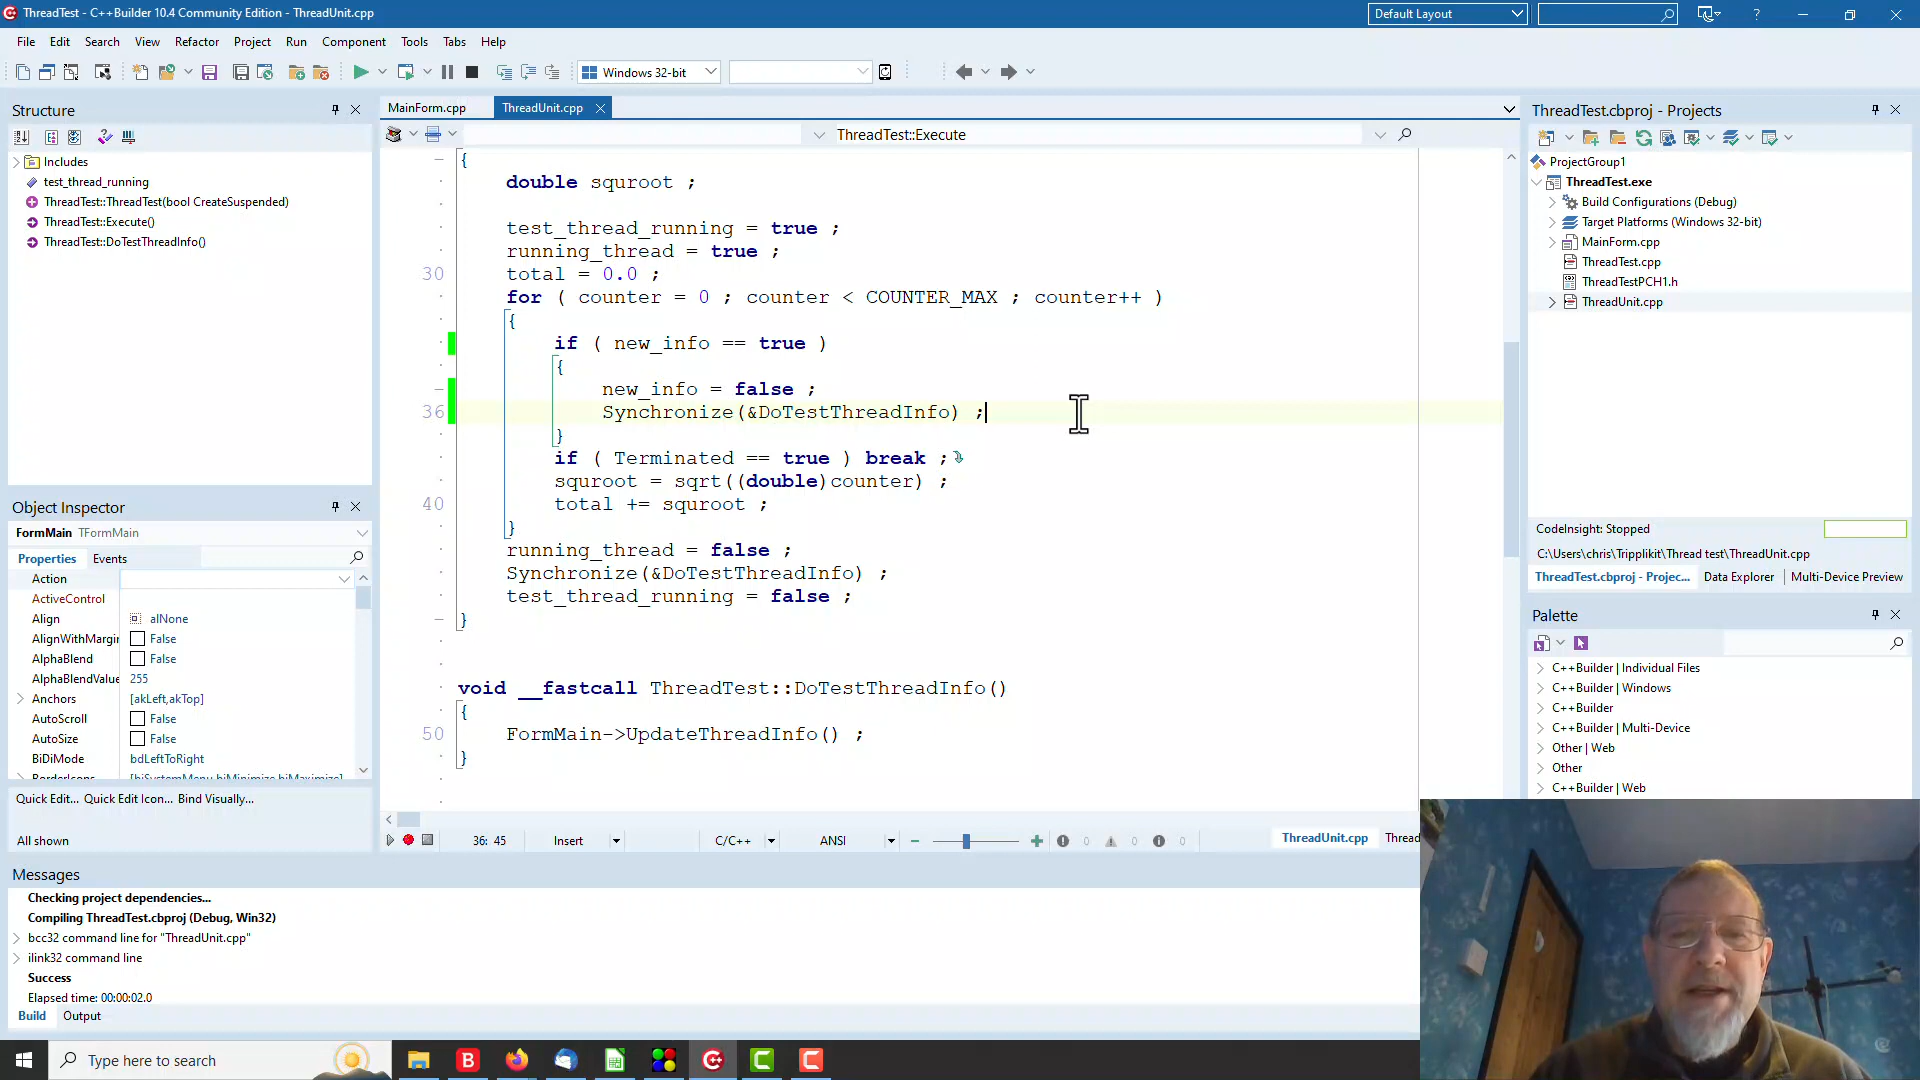 ThreadTest - C++Builder 10.4 Community Edition - ThreadUnit.cpp
Default Layout
?
File Edit Search View Refactor Project Run Component Tools Tabs Help
Windows 32-bit
Structure
Includes
test_thread_running
ThreadTest::ThreadTest(bool CreateSuspended)
ThreadTest::Execute()
ThreadTest::DoTestThreadInfo()
Object Inspector
FormMain TFormMain
Properties Events
Action
ActiveControl
Align alNone
AlignWithMargin False
AlphaBlend False
AlphaBlendValue 255
Anchors [akLeft,akTop]
AutoScroll False
AutoSize False
BiDiMode bdLeftToRight
BorderIcons [biSystemMenu,biMinimize,biMaximize]
Quick Edit... Quick Edit Icon... Bind Visually...
All shown
MainForm.cpp ThreadUnit.cpp
ThreadTest::Execute
{
double squroot ;
test_thread_running = true ;
running_thread = true ;
30 total = 0.0 ;
for ( counter = 0 ; counter < COUNTER_MAX ; counter++ )
{
if ( new_info == true )
{
new_info = false ;
36 Synchronize(&DoTestThreadInfo) ;
}
if ( Terminated == true ) break ;
squroot = sqrt((double)counter) ;
40 total += squroot ;
}
running_thread = false ;
Synchronize(&DoTestThreadInfo) ;
test_thread_running = false ;
}
void __fastcall ThreadTest::DoTestThreadInfo()
{
50 FormMain->UpdateThreadInfo() ;
}
36: 45 Insert C/C++ ANSI 0 0 0 ThreadUnit.cpp Thread
ThreadTest.cbproj - Projects
ProjectGroup1
ThreadTest.exe
Build Configurations (Debug)
Target Platforms (Windows 32-bit)
MainForm.cpp
ThreadTest.cpp
ThreadTestPCH1.h
ThreadUnit.cpp
CodeInsight: Stopped
C:\Users\chris\Tripplikit\Thread test\ThreadUnit.cpp
ThreadTest.cbproj - Projec... Data Explorer Multi-Device Preview
Palette
C++Builder | Individual Files
C++Builder | Windows
C++Builder
C++Builder | Multi-Device
Other | Web
Other
C++Builder | Web
Messages
Checking project dependencies...
Compiling ThreadTest.cbproj (Debug, Win32)
bcc32 command line for "ThreadUnit.cpp"
ilink32 command line
Success
Elapsed time: 00:00:02.0
Build Output
Type here to search